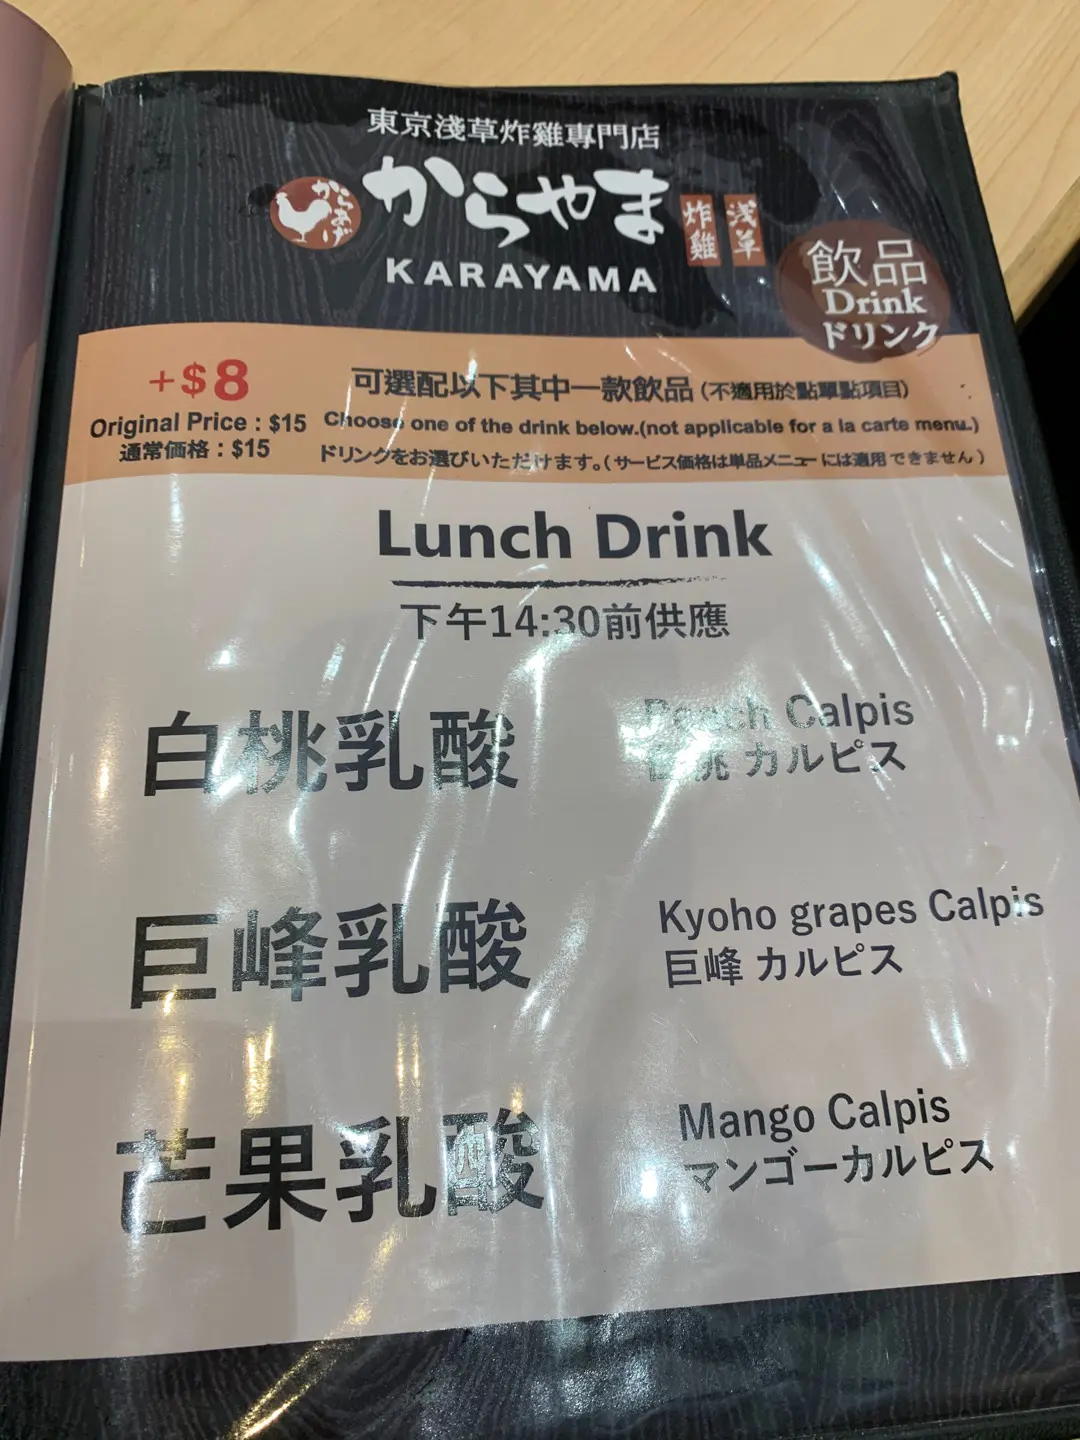 東京淺草炸雞專門店
からあげ
からやま
炸雞
浅草
KARAYAMA
飲品
Drink
ドリンク
+$8
Original Price : $15
通常価格 : $15
可選配以下其中一款飲品 (不適用於點單點項目)
Choose one of the drink below.(not applicable for a la carte menu.)
ドリンクをお選びいただけます。(サービス価格は単品メニューには適用できません)
Lunch Drink
下午14:30前供應
白桃乳酸
Peach Calpis
白桃 カルピス
巨峰乳酸
Kyoho grapes Calpis
巨峰 カルピス
芒果乳酸
Mango Calpis
マンゴーカルピス